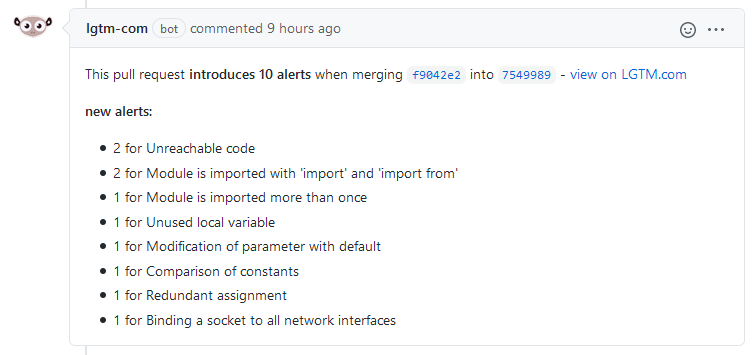 lgtm-com bot commented 9 hours ago
This pull request introduces 10 alerts when merging f9042e2 into 7549989 - view on LGTM.com
new alerts:
2 for Unreachable code
2 for Module is imported with 'import' and 'import from'
1 for Module is imported more than once
1 for Unused local variable
1 for Modification of parameter with default
1 for Comparison of constants
1 for Redundant assignment
1 for Binding a socket to all network interfaces